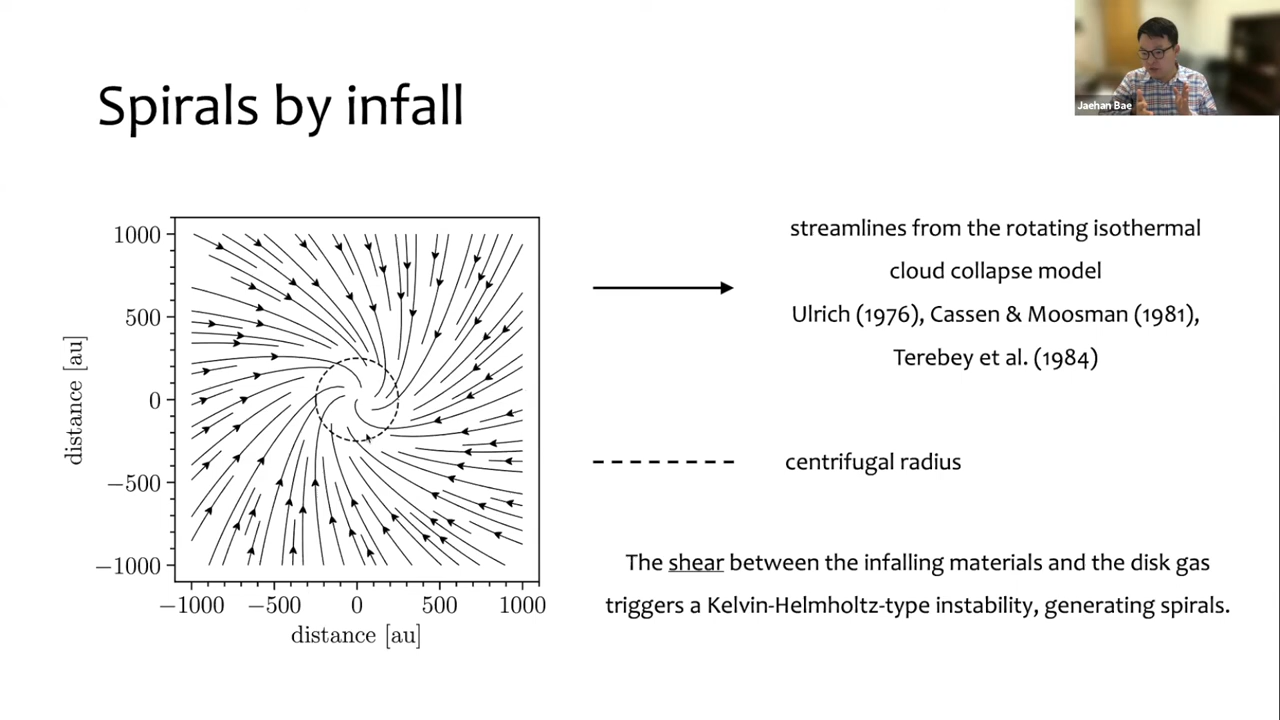 Spirals by infall
Jaehan Bae
1000
500
0
−500
−1000
distance [au]
−1000 −500 0 500 1000
distance [au]
streamlines from the rotating isothermal
cloud collapse model
Ulrich (1976), Cassen & Moosman (1981),
Terebey et al. (1984)
centrifugal radius
The shear between the infalling materials and the disk gas
triggers a Kelvin-Helmholtz-type instability, generating spirals.